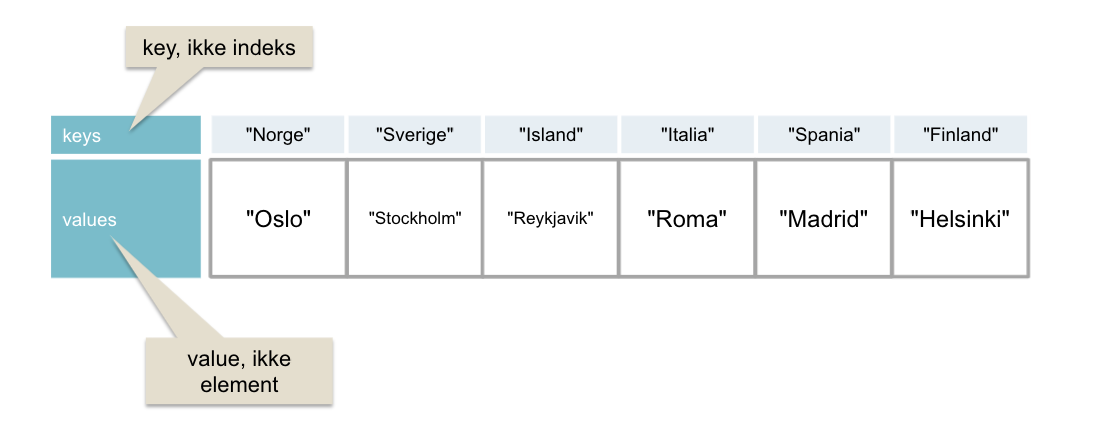 key, ikke indeks
keys "Norge" "Sverige" "Island" "Italia" "Spania" "Finland"
values "Oslo" "Stockholm" "Reykjavik" "Roma" "Madrid" "Helsinki"
value, ikke
element